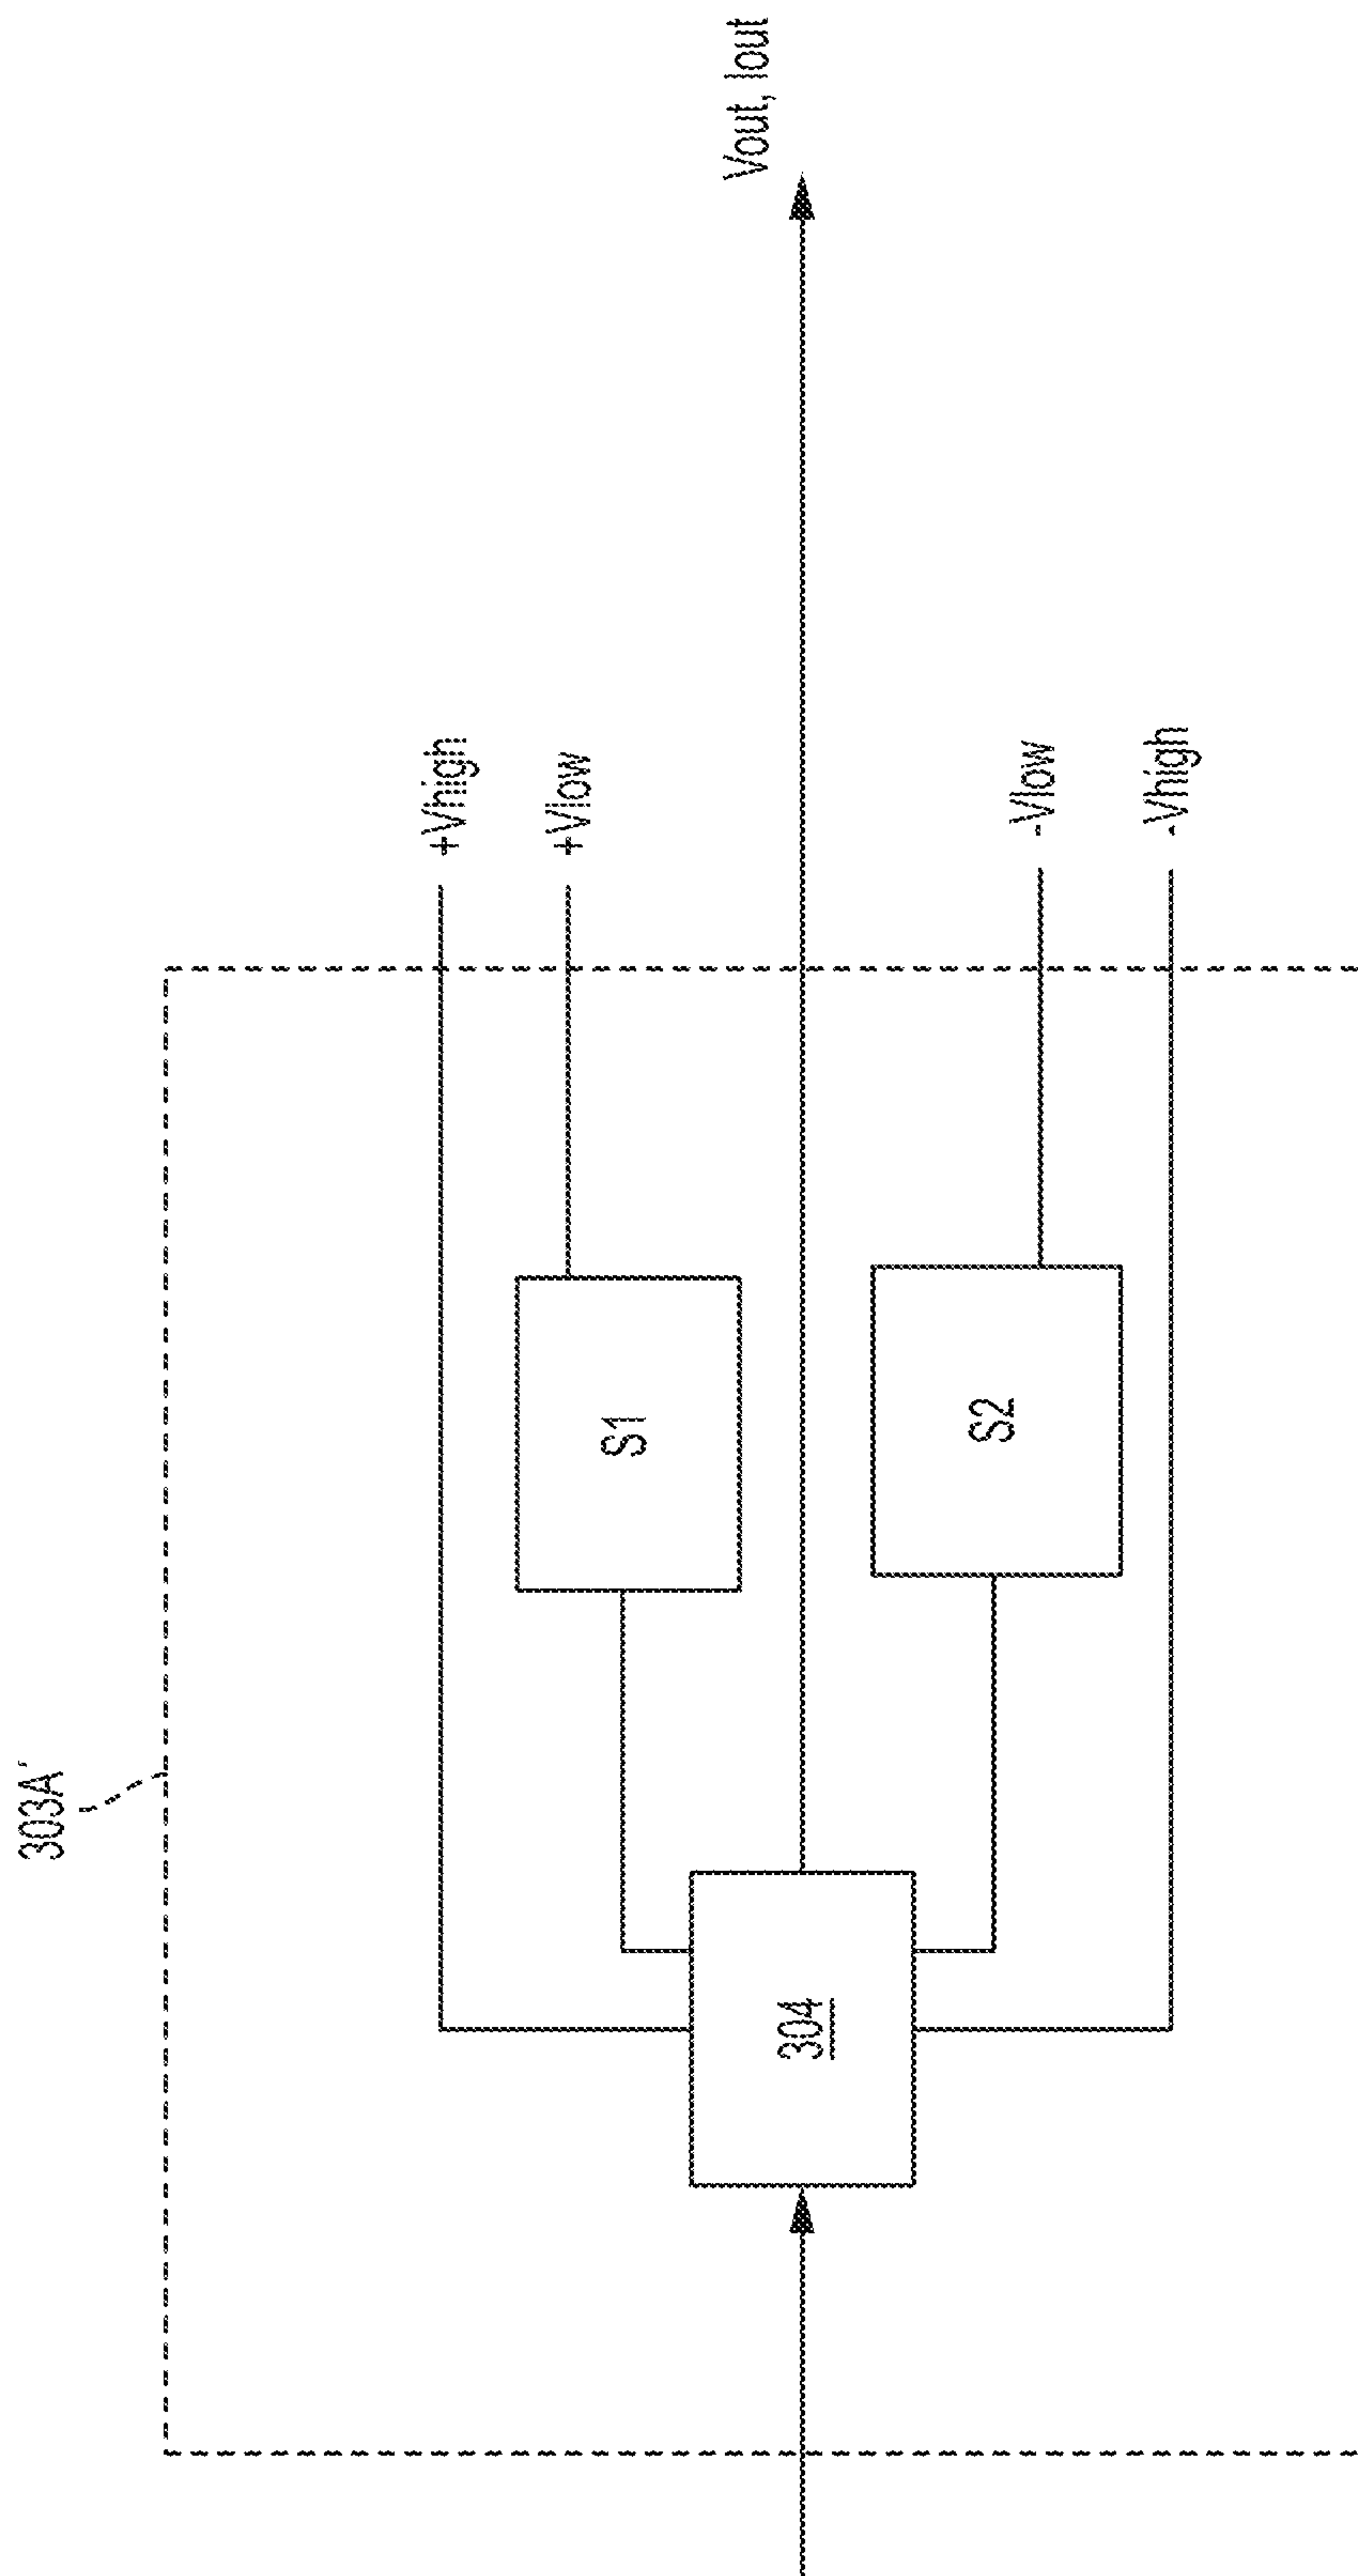 303A'
+Vhigh
+Vlow
S1
304
Vout, Iout
S2
-Vlow
-Vhigh